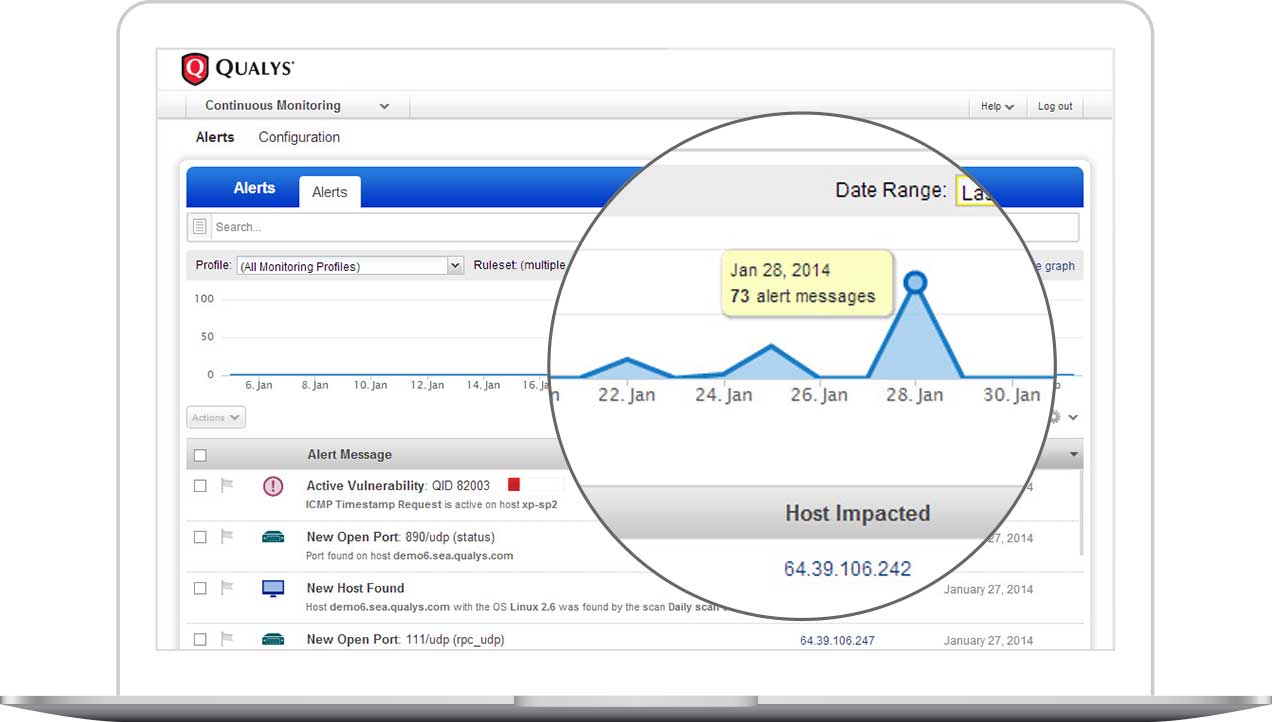 QUALYS
Continuous Monitoring
Help
Log out
Alerts
Configuration
Alerts
Alerts
Date Range:
Search...
Profile:
(All Monitoring Profiles)
Ruleset: (multiple
graph
Jan 28, 2014
73 alert messages
100
50
0
6. Jan 8. Jan 10. Jan 12. Jan 14. Jan 16.
22. Jan 24. Jan 26. Jan 28. Jan 30. Jan
Actions
Alert Message
Host Impacted
Active Vulnerability: QID 82003
ICMP Timestamp Request is active on host xp-sp2
New Open Port: 890/udp (status)
27, 2014
Port found on host demo6.sea.qualys.com
64.39.106.242
New Host Found
January 27, 2014
Host demo6.sea.qualys.com with the OS Linux 2.6 was found by the scan Daily scan
New Open Port: 111/udp (rpc_udp)
64.39.106.247
January 27, 2014